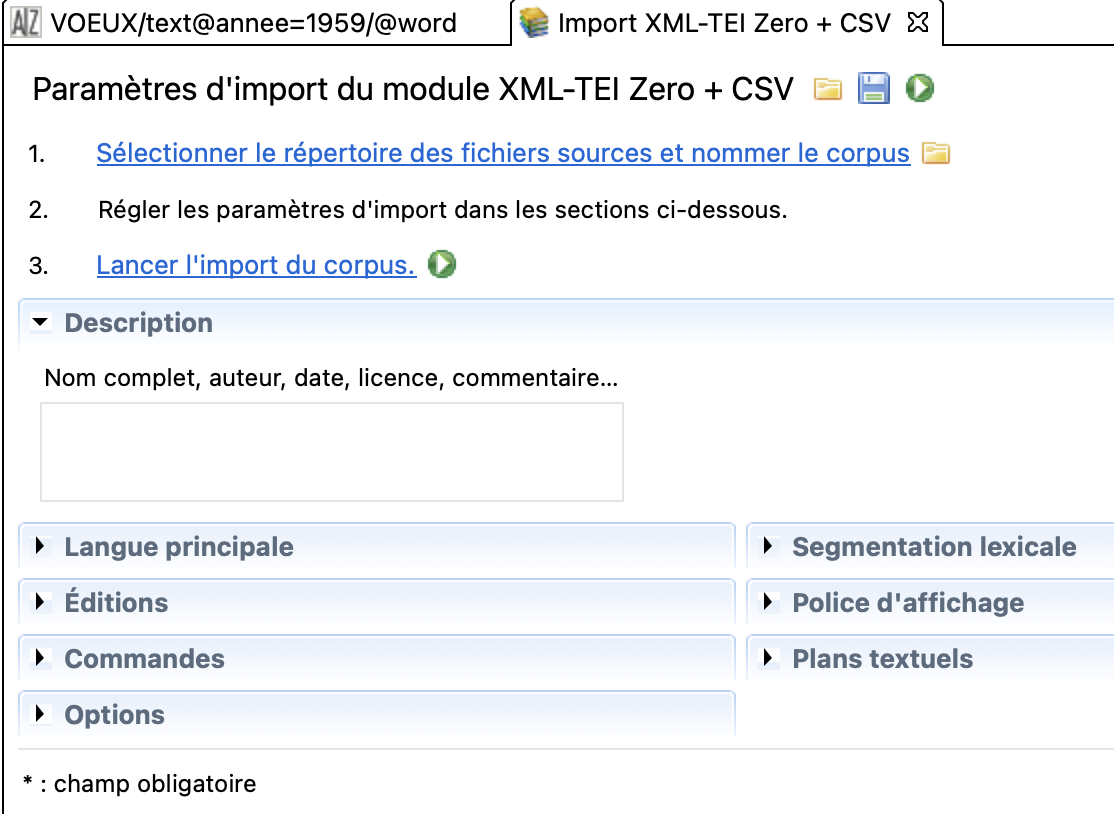 AZ VOEUX/text@annee=1959/@word
Import XML-TEI Zero + CSV
Paramètres d'import du module XML-TEI Zero + CSV
1. Sélectionner le répertoire des fichiers sources et nommer le corpus
2. Régler les paramètres d'import dans les sections ci-dessous.
3. Lancer l'import du corpus.
Description
Nom complet, auteur, date, licence, commentaire...
Langue principale
Segmentation lexicale
Éditions
Police d'affichage
Commandes
Plans textuels
Options
* : champ obligatoire